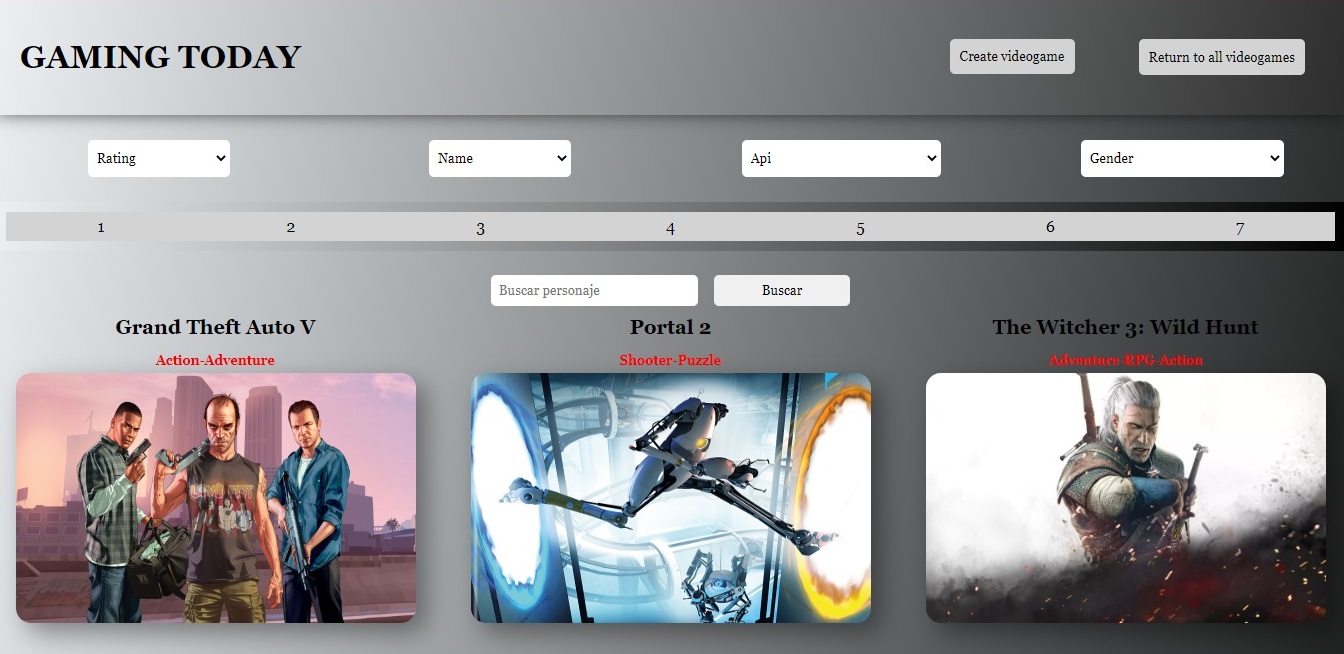 GAMING TODAY
Create videogame
Return to all videogames
Rating
Name
Api
Gender
1 2 3 4 5 6 7
Buscar personaje
Buscar
Grand Theft Auto V
Portal 2
The Witcher 3: Wild Hunt
Action-Adventure
Shooter-Puzzle
Adventure-RPG-Action